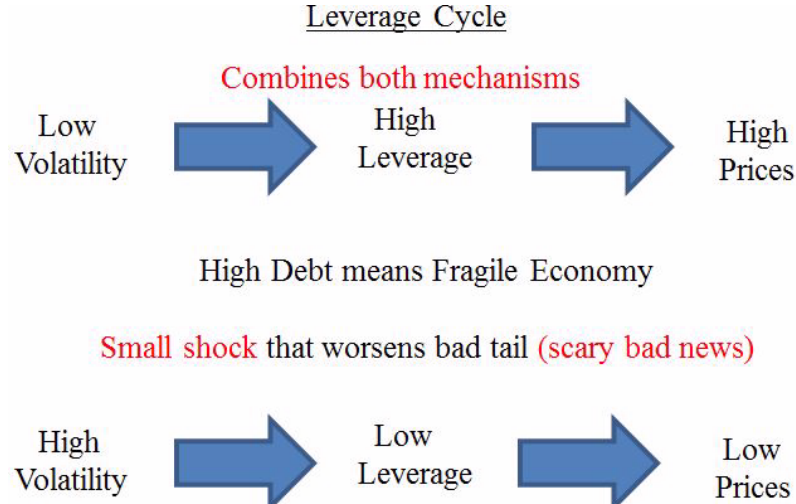 Leverage Cycle
Combines both mechanisms
Low
Volatility
High
Leverage
High
Prices
High Debt means Fragile Economy
Small shock that worsens bad tail (scary bad news)
High
Volatility
Low
Leverage
Low
Prices